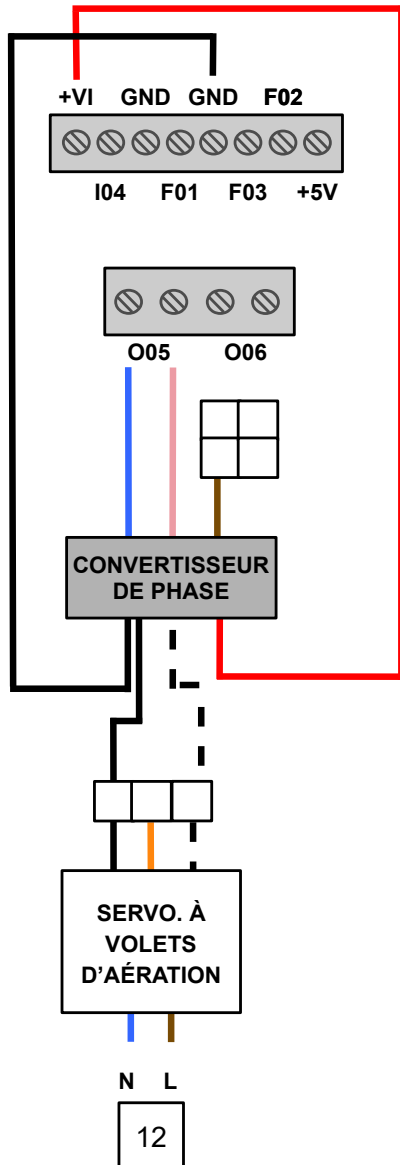 +VI GND GND F02
I04 F01 F03 +5V
O05 O06
CONVERTISSEUR
DE PHASE
SERVO. À
VOLETS
D'AÉRATION
N L
12